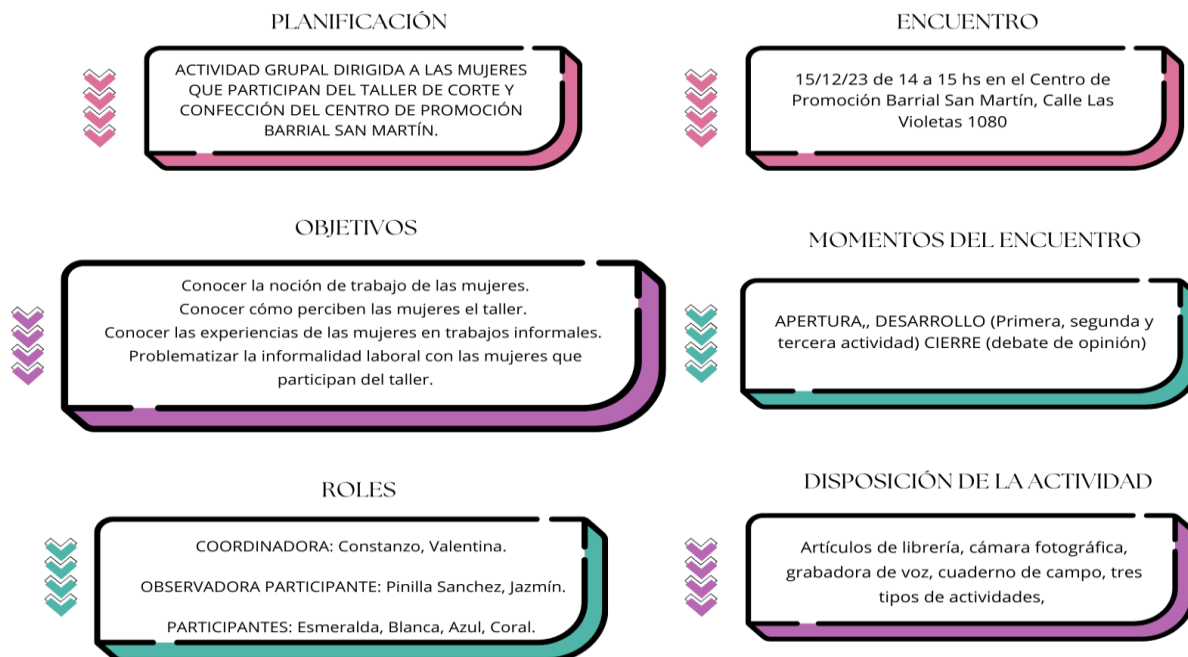 PLANIFICACIÓN
ACTIVIDAD GRUPAL DIRIGIDA A LAS MUJERES
QUE PARTICIPAN DEL TALLER DE CORTE Y
CONFECCIÓN DEL CENTRO DE PROMOCIÓN
BARRIAL SAN MARTÍN.
ENCUENTRO
15/12/23 de 14 a 15 hs en el Centro de
Promoción Barrial San Martín, Calle Las
Violetas 1080
OBJETIVOS
Conocer la noción de trabajo de las mujeres.
Conocer cómo perciben las mujeres el taller.
Conocer las experiencias de las mujeres en trabajos informales.
Problematizar la informalidad laboral con las mujeres que
participan del taller.
MOMENTOS DEL ENCUENTRO
APERTURA,, DESARROLLO (Primera, segunda y
tercera actividad) CIERRE (debate de opinión)
ROLES
COORDINADORA: Constanzo, Valentina.
OBSERVADORA PARTICIPANTE: Pinilla Sanchez, Jazmín.
PARTICIPANTES: Esmeralda, Blanca, Azul, Coral.
DISPOSICIÓN DE LA ACTIVIDAD
Artículos de librería, cámara fotográfica,
grabadora de voz, cuaderno de campo, tres
tipos de actividades,